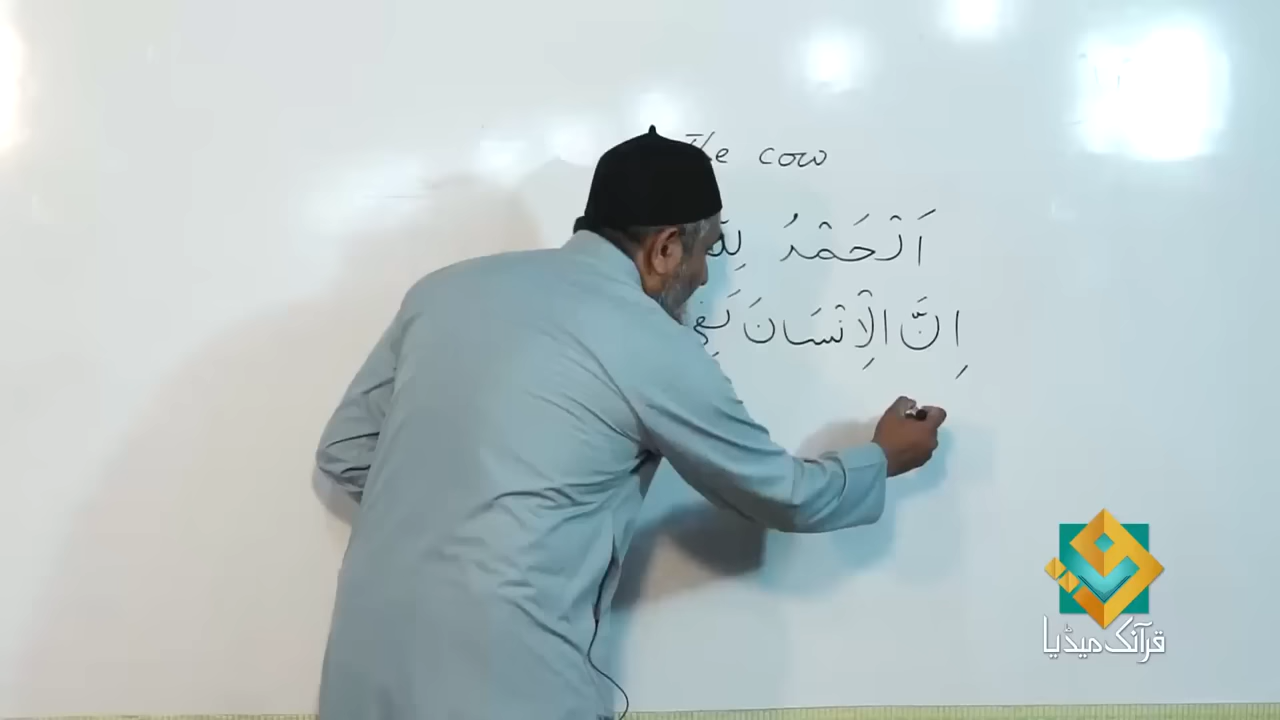 The cow
اَلْحَمْدُ
اِنَّ الْاِنْسَانَ
قرآنک میڈیا